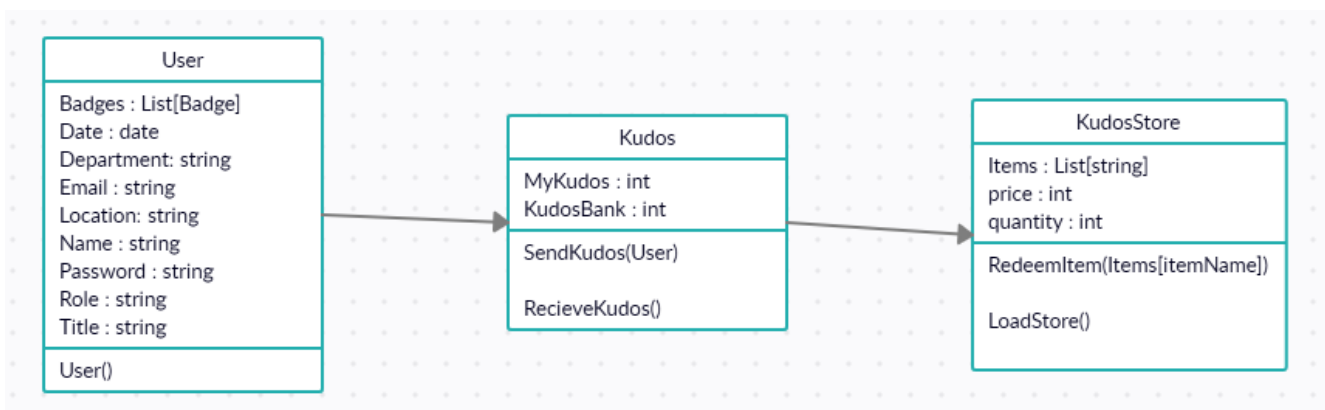 User
Badges : List[Badge]
Date : date
Department: string
Email : string
Location: string
Name : string
Password : string
Role : string
Title : string
User()
Kudos
MyKudos : int
KudosBank : int
SendKudos(User)
RecieveKudos()
KudosStore
Items : List[string]
price : int
quantity : int
RedeemItem(Items[itemName])
LoadStore()